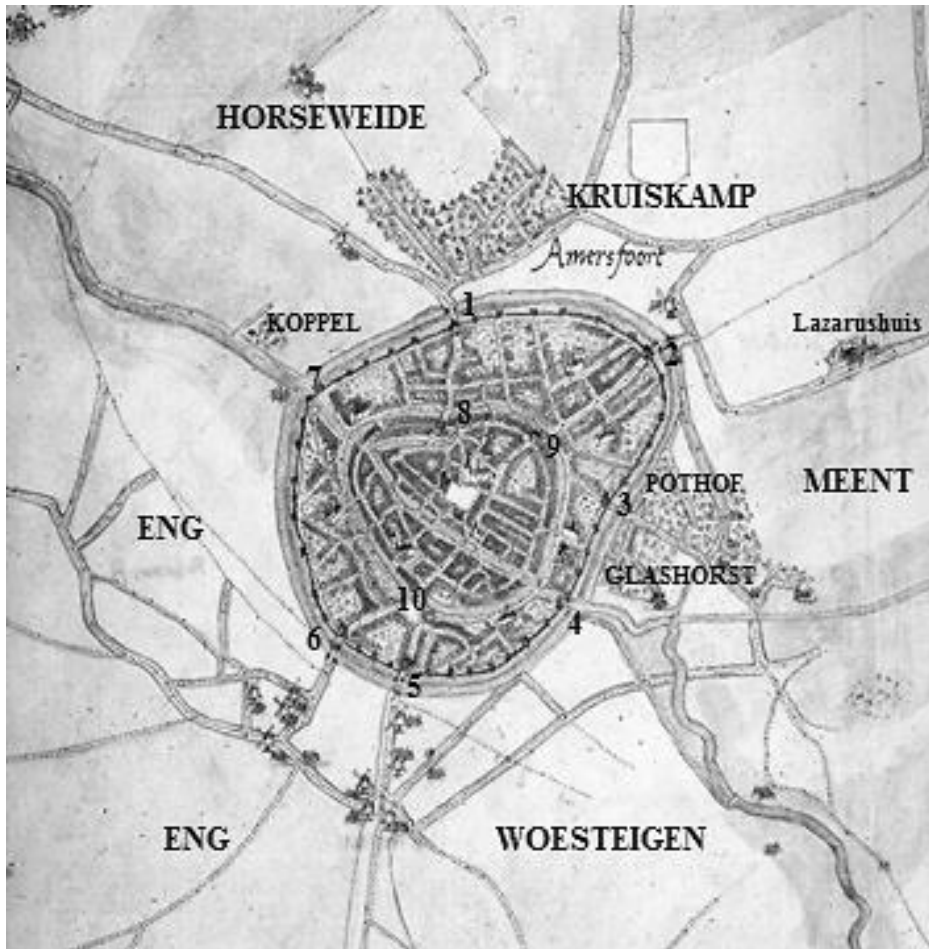 HORSEWEIDE
KRUISKAMP
Amersfoort
1
KOPPEL
Lazarushuis
2
7
8
9
POTHOF
MEENT
3
ENG
GLASHORST
10
4
6
5
ENG
WOESTEIGEN